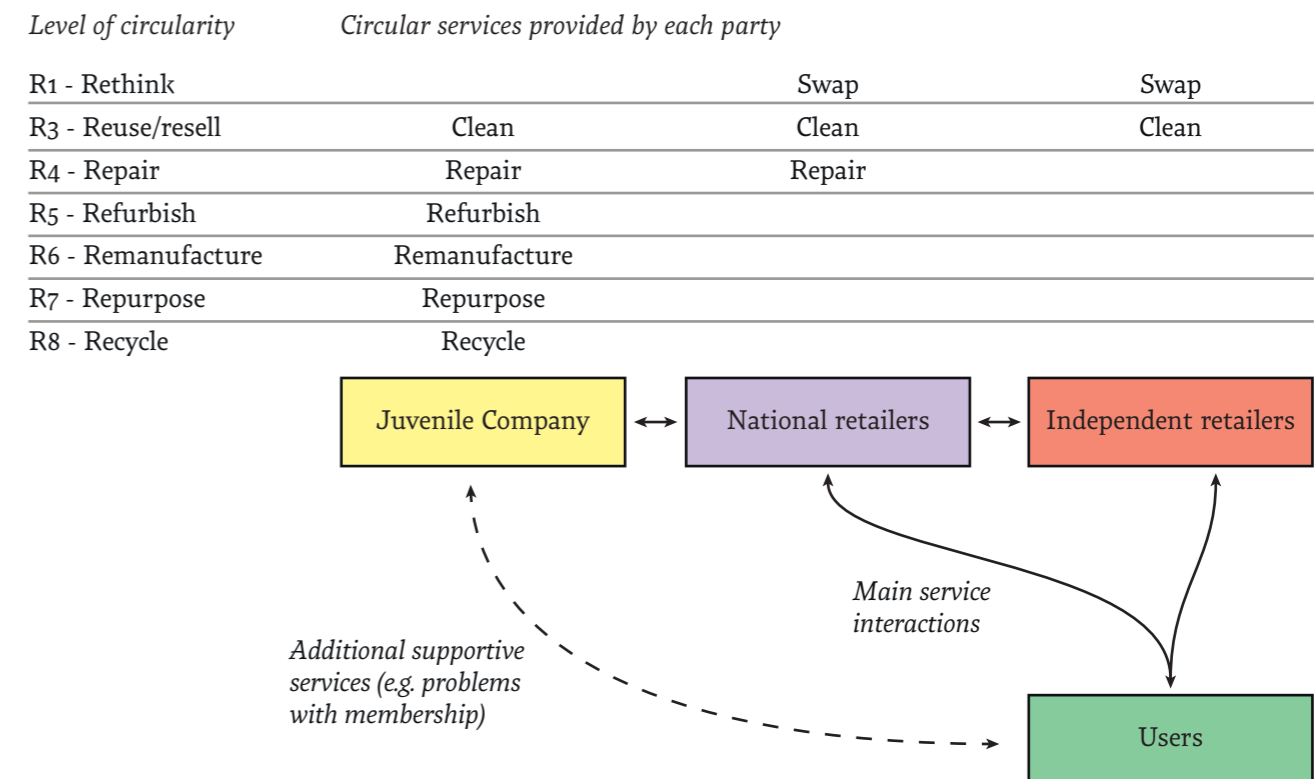 Level of circularity Circular services provided by each party
R1 - Rethink Swap Swap
R3 - Reuse/resell Clean Clean Clean
R4 - Repair Repair Repair
R5 - Refurbish Refurbish
R6 - Remanufacture Remanufacture
R7 - Repurpose Repurpose
R8 - Recycle Recycle
Juvenile Company National retailers Independent retailers
Main service
interactions
Additional supportive
services (e.g. problems
with membership)
Users